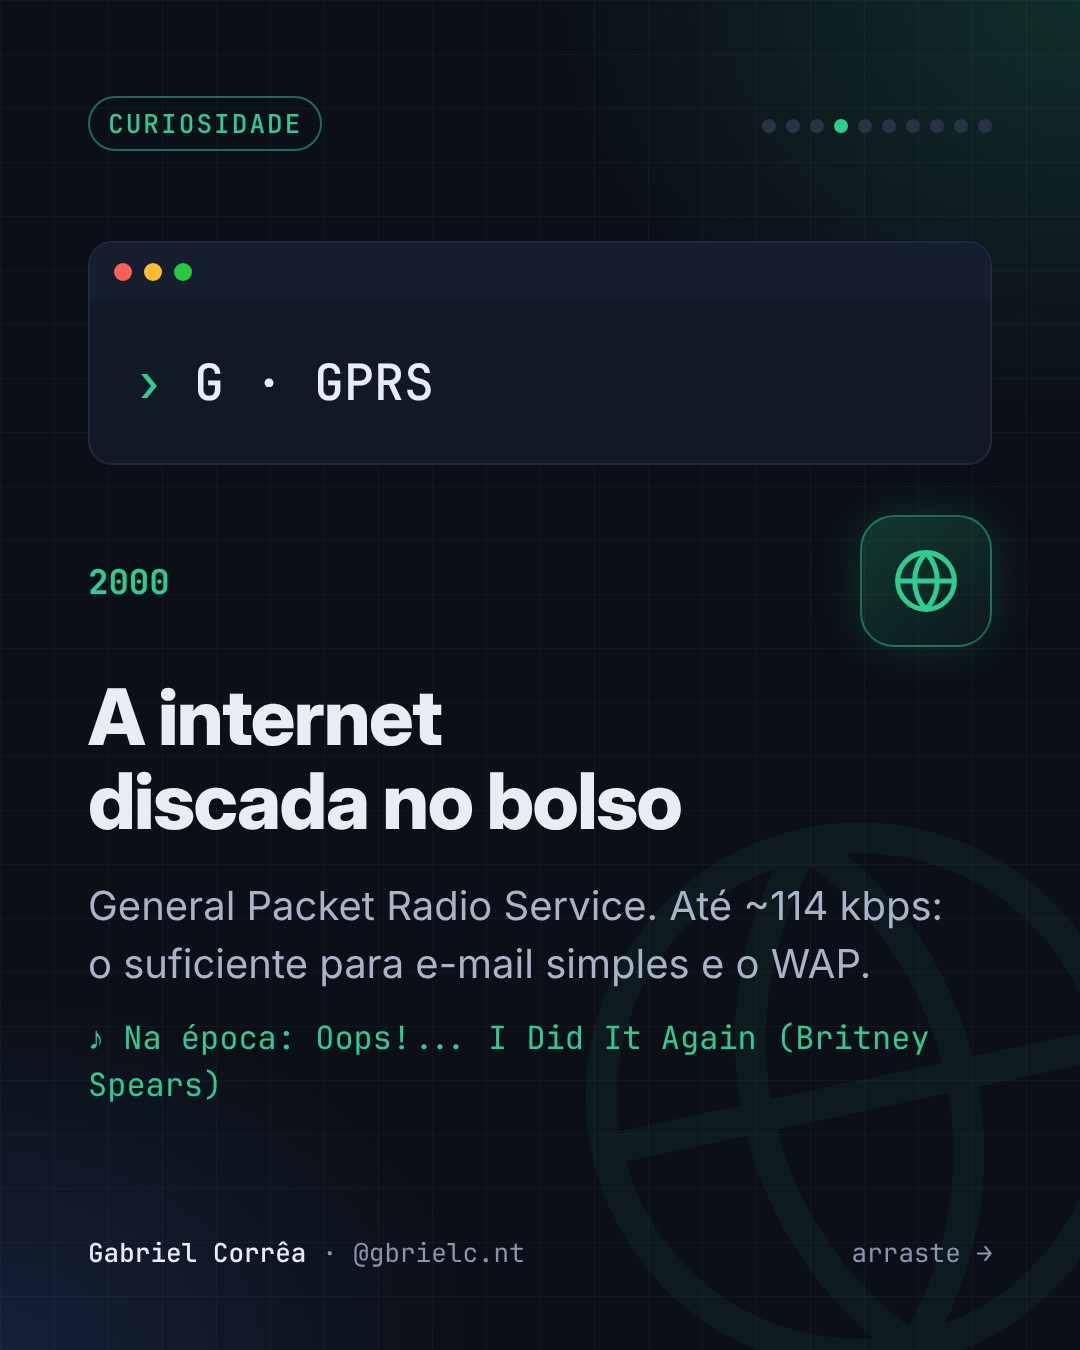 CURIOSIDADE
› G · GPRS
2000
A internet
discada no bolso
General Packet Radio Service. Até ~114 kbps:
o suficiente para e-mail simples e o WAP.
♪ Na época: Oops!... I Did It Again (Britney
Spears)
Gabriel Corrêa · @gbrielc.nt
arraste →